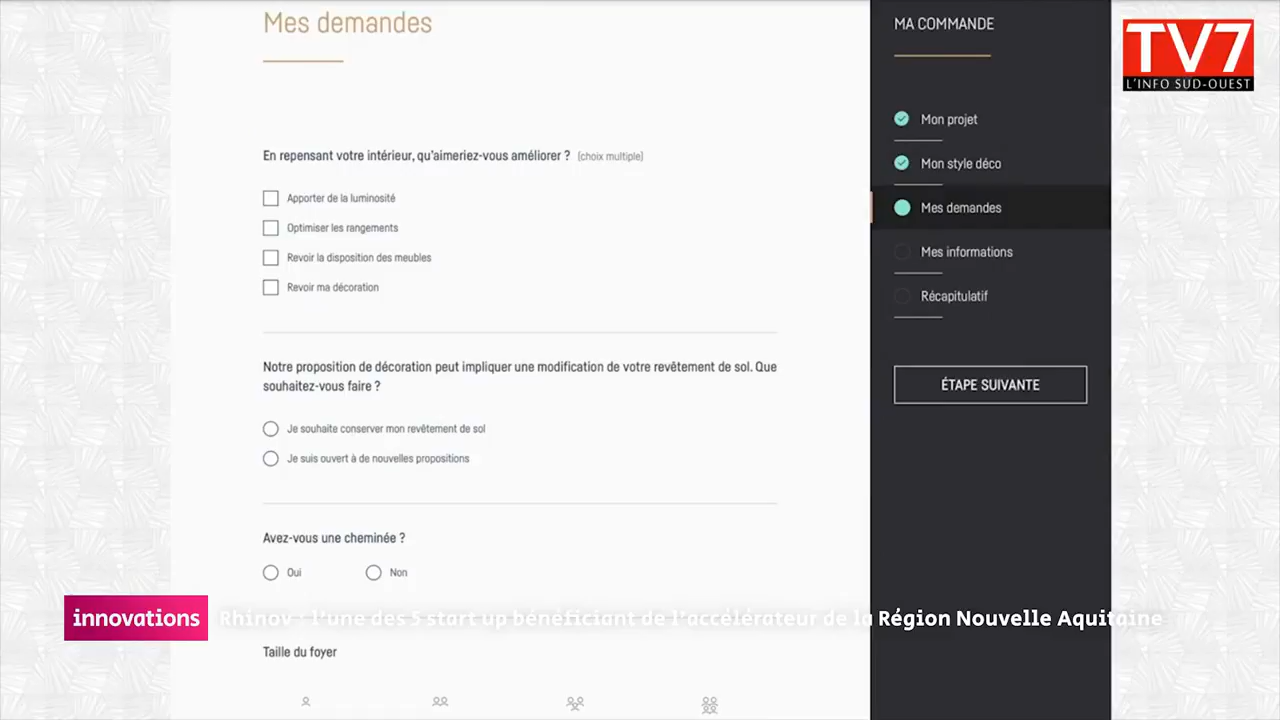 Mes demandes
En repensant votre intérieur, qu'aimeriez-vous améliorer ? (choix multiple)
Apporter de la luminosité
Optimiser les rangements
Revoir la disposition des meubles
Revoir ma décoration
Notre proposition de décoration peut impliquer une modification de votre revêtement de sol. Que
souhaitez-vous faire ?
Je souhaite conserver mon revêtement de sol
Je suis ouvert à de nouvelles propositions
Avez-vous une cheminée ?
Oui Non
Taille du foyer
MA COMMANDE
Mon projet
Mon style déco
Mes demandes
Mes informations
Récapitulatif
ÉTAPE SUIVANTE
TV7
L'INFO SUD-OUEST
innovations Rhinov : l'une des 5 start up bénéficiant de l'accélérateur de la Région Nouvelle Aquitaine